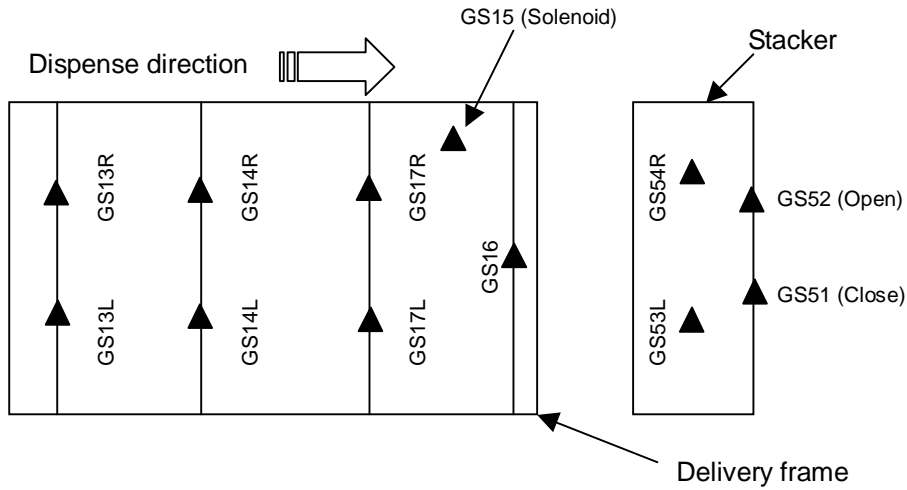 GS15 (Solenoid)
Stacker
Dispense direction
GS13R
GS14R
GS17R
GS54R
GS52 (Open)
GS16
GS13L
GS14L
GS17L
GS53L
GS51 (Close)
Delivery frame